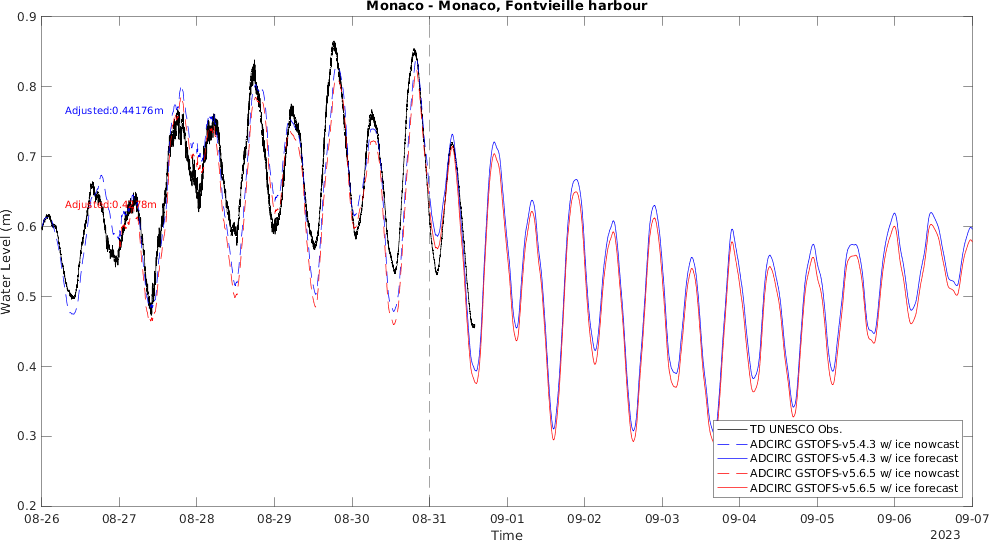 Monaco - Monaco, Fontvieille harbour
0.9
0.8
0.7
0.6
0.5
0.4
0.3
0.2
Water Level (m)
Adjusted:0.44176m
TD UNESCO Obs.
ADCIRC GSTOFS-v5.4.3 w/ ice nowcast
ADCIRC GSTOFS-v5.4.3 w/ ice forecast
ADCIRC GSTOFS-v5.6.5 w/ ice nowcast
ADCIRC GSTOFS-v5.6.5 w/ ice forecast
08-26 08-27 08-28 08-29 08-30 08-31 09-01 09-02 09-03 09-04 09-05 09-06 09-07
Time
2023